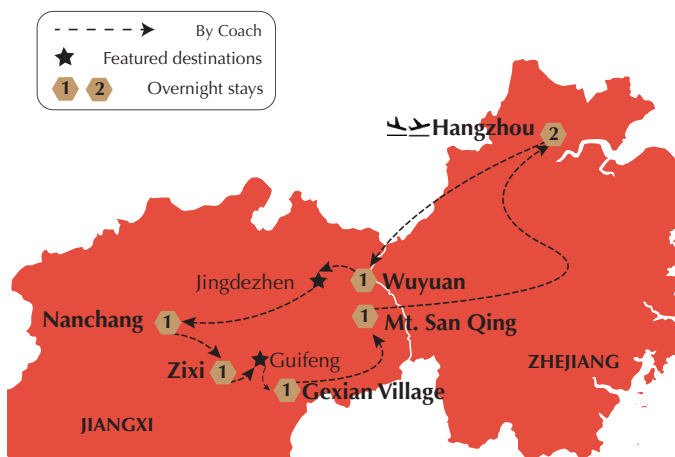 By Coach
Featured destinations
1 2 Overnight stays
Hangzhou 2
Jingdezhen
1 Wuyuan
Nanchang 1
1 Mt. San Qing
Guifeng
Zixi 1
ZHEJIANG
1 Gexian Village
JIANGXI